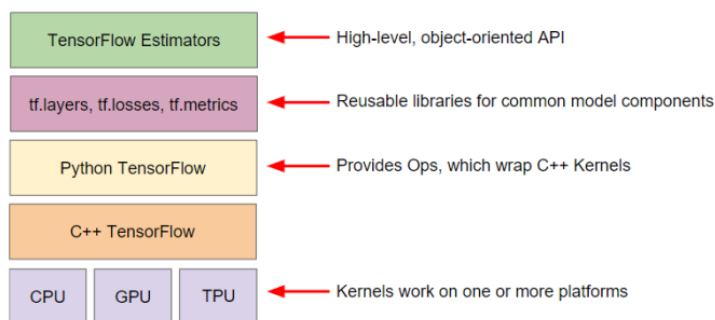 TensorFlow Estimators
High-level, object-oriented API
tf.layers, tf.losses, tf.metrics
Reusable libraries for common model components
Python TensorFlow
Provides Ops, which wrap C++ Kernels
C++ TensorFlow
CPU
GPU
TPU
Kernels work on one or more platforms